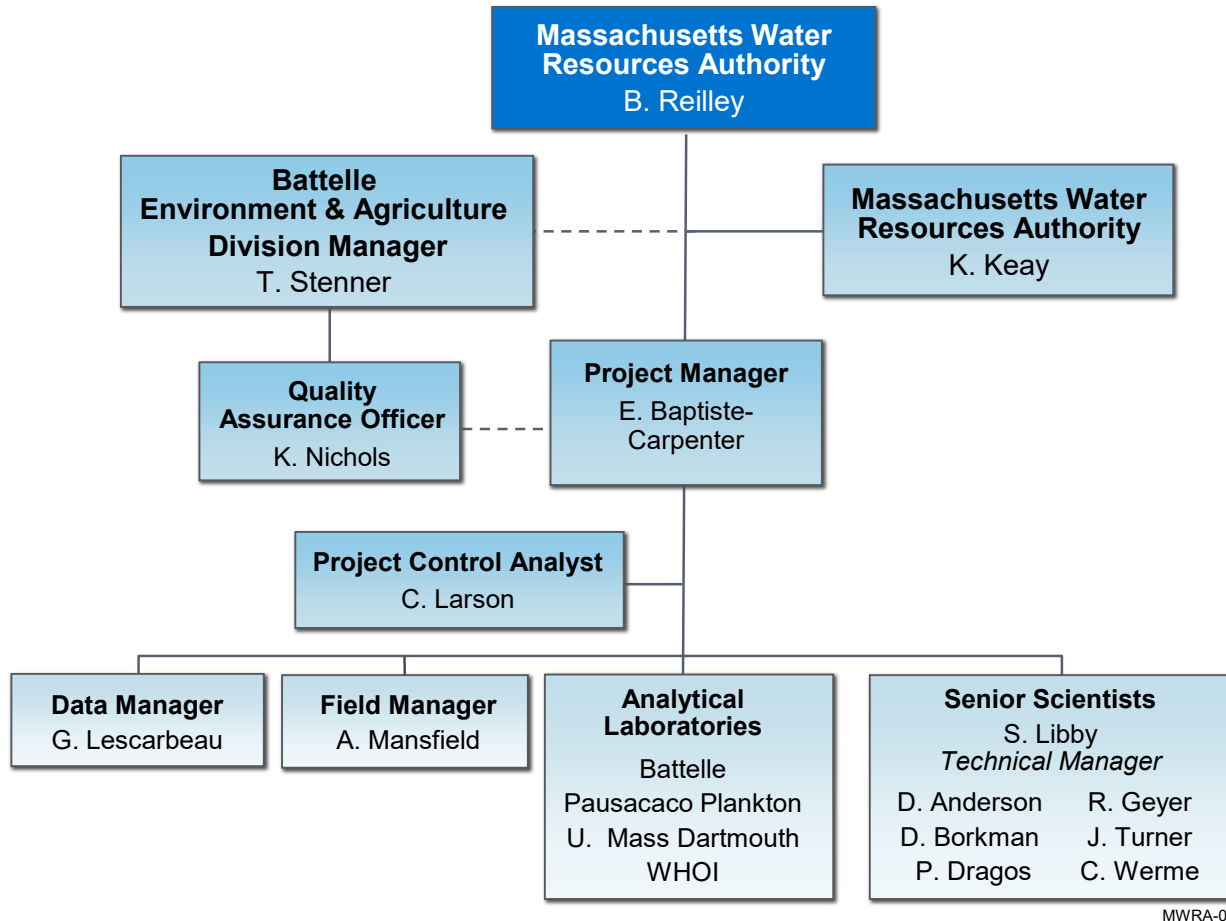 Massachusetts Water
Resources Authority
B. Reilley
Battelle
Environment & Agriculture
Division Manager
T. Stenner
Massachusetts Water
Resources Authority
K. Keay
Quality
Assurance Officer
K. Nichols
Project Manager
E. Baptiste-
Carpenter
Project Control Analyst
C. Larson
Data Manager
G. Lescarbeau
Field Manager
A. Mansfield
Analytical
Laboratories
Battelle
Pausacaco Plankton
U. Mass Dartmouth
WHOI
Senior Scientists
S. Libby
Technical Manager
D. Anderson R. Geyer
D. Borkman J. Turner
P. Dragos C. Werme
MWRA-0